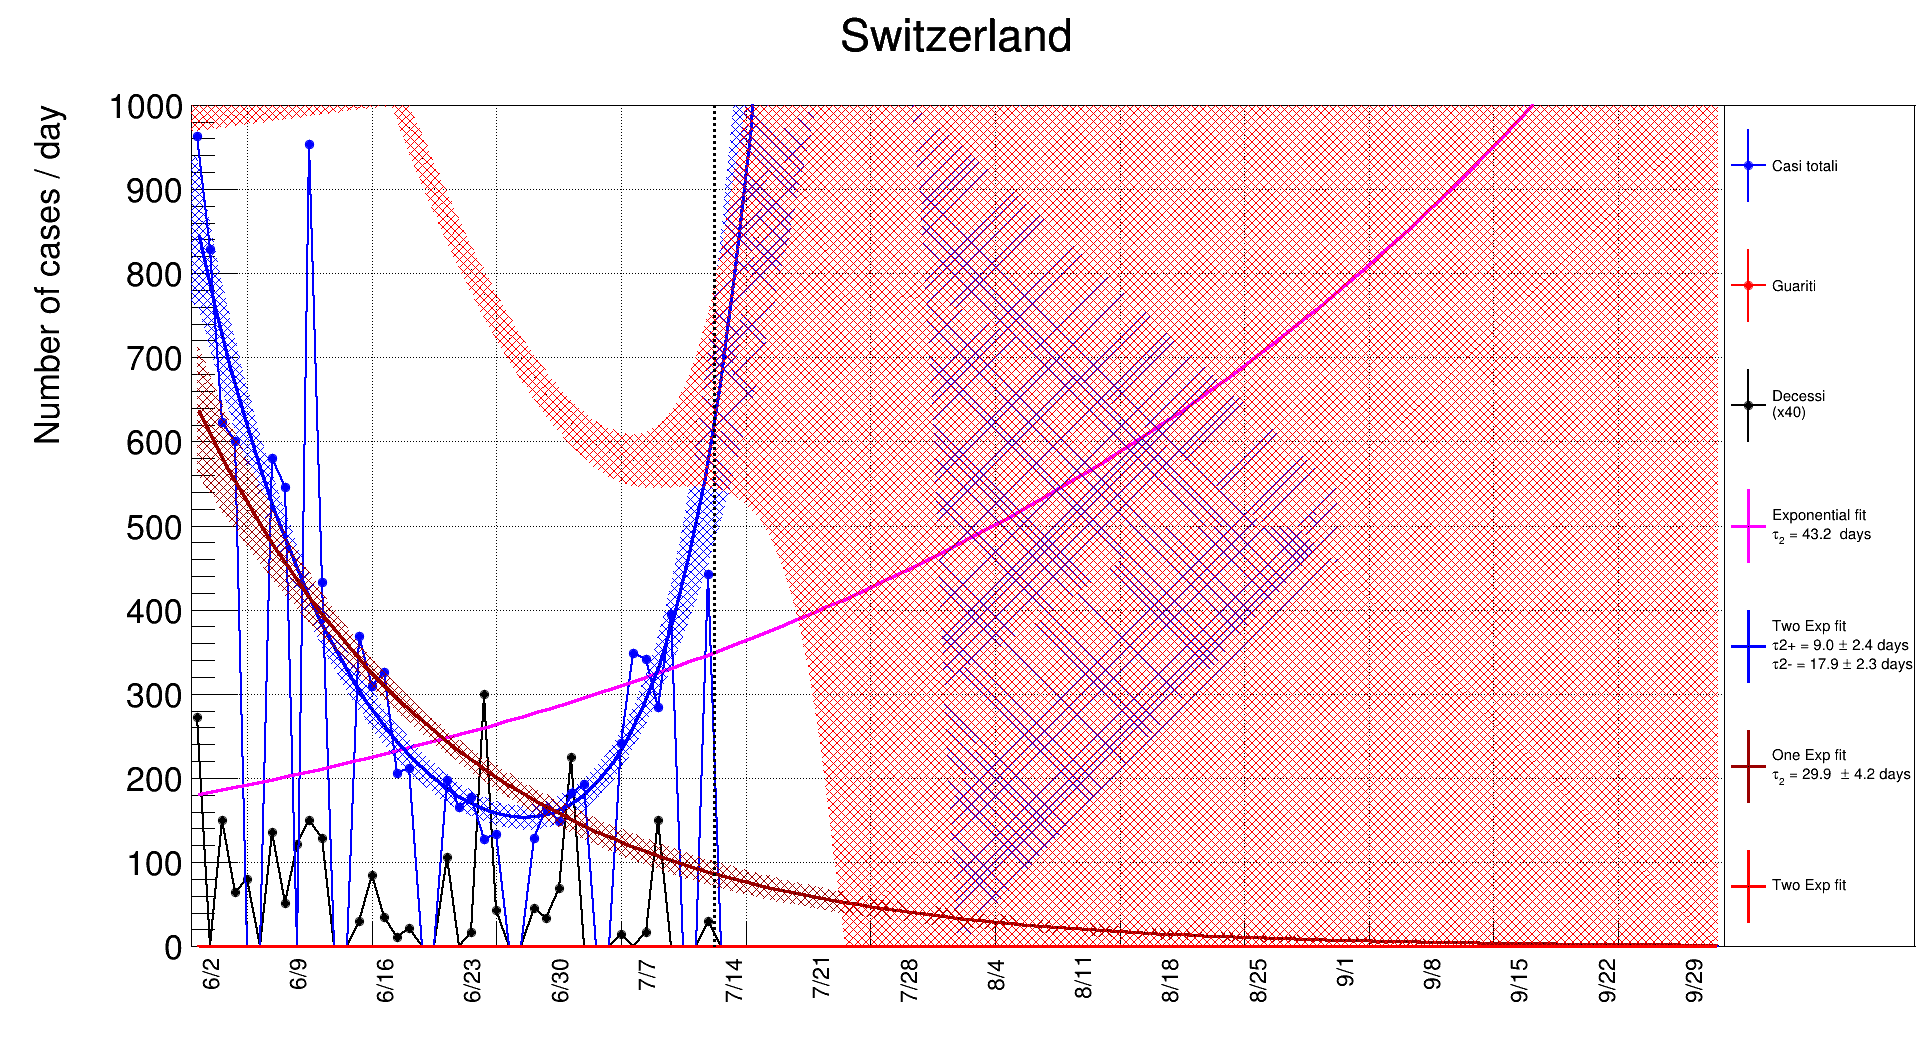 Switzerland
Number of cases / day
1000
900
800
700
600
500
400
300
200
100
0
6/2
6/9
6/16
6/23
6/30
7/7
7/14
7/21
7/28
8/4
8/11
8/18
8/25
9/1
9/8
9/15
9/22
9/29
Casi totali
Guariti
Decessi
(x40)
Exponential fit
τ2 = 43.2 days
Two Exp fit
τ2+ = 9.0 ± 2.4 days
τ2- = 17.9 ± 2.3 days
One Exp fit
τ2 = 29.9 ± 4.2 days
Two Exp fit